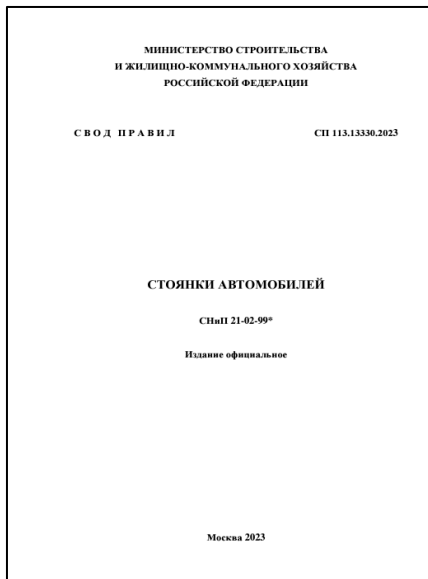 МИНИСТЕРСТВО СТРОИТЕЛЬСТВА
И ЖИЛИЩНО-КОММУНАЛЬНОГО ХОЗЯЙСТВА
РОССИЙСКОЙ ФЕДЕРАЦИИ
С В О Д П Р А В И Л СП 113.13330.2023
СТОЯНКИ АВТОМОБИЛЕЙ
СНиП 21-02-99*
Издание официальное
Москва 2023